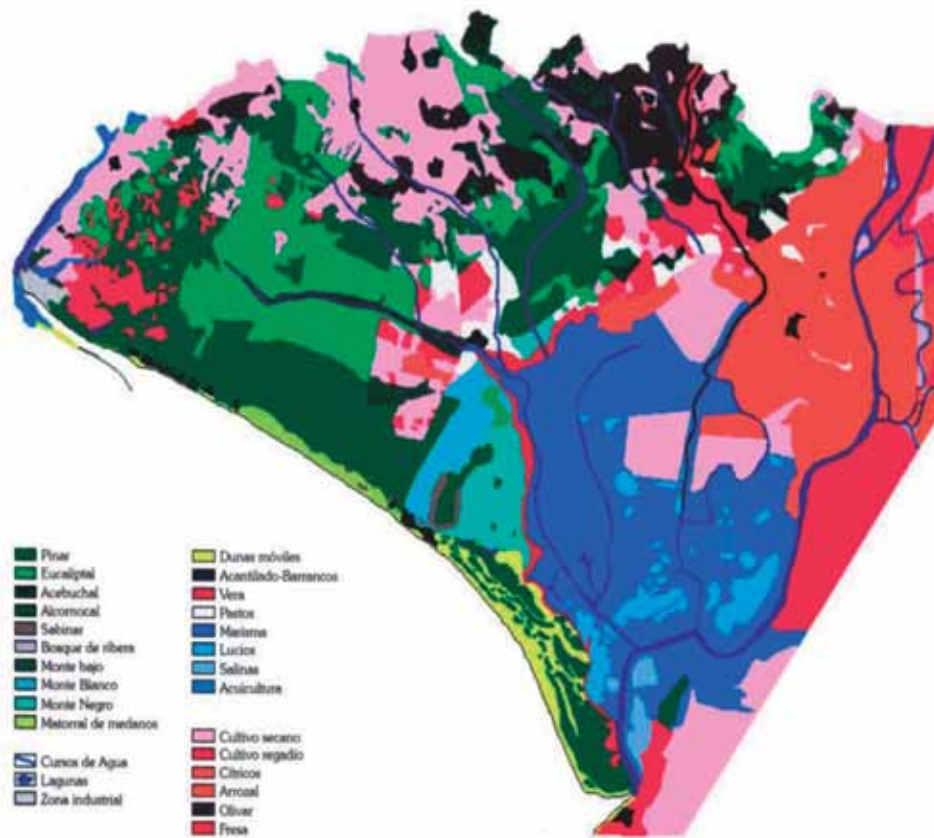 Pinar
Eucaliptal
Acebuchal
Alcornocal
Sabinar
Bosque de ribera
Monte bajo
Monte Blanco
Monte Negro
Matorral de medanos
Cursos de Agua
Lagunas
Zona industrial
Dunas móviles
Acantilado-Barrancos
Vera
Pastos
Marisma
Lucios
Salinas
Acuicultura
Cultivo secano
Cultivo regadío
Cítricos
Arrozal
Olivar
Fresa